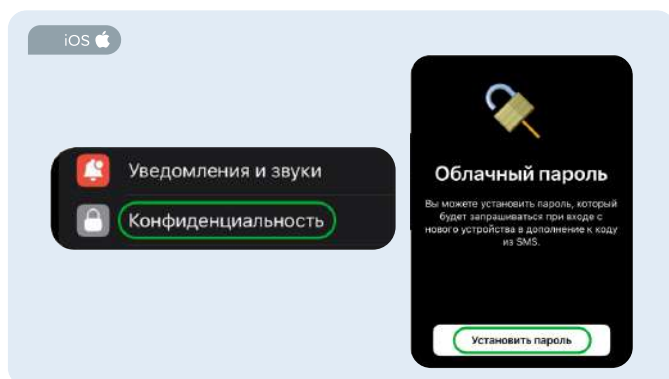 iOS
Уведомления и звуки
Конфиденциальность
Облачный пароль
Вы можете установить пароль, который
будет запрашиваться при входе с
нового устройства в дополнение к коду
из SMS.
Установить пароль